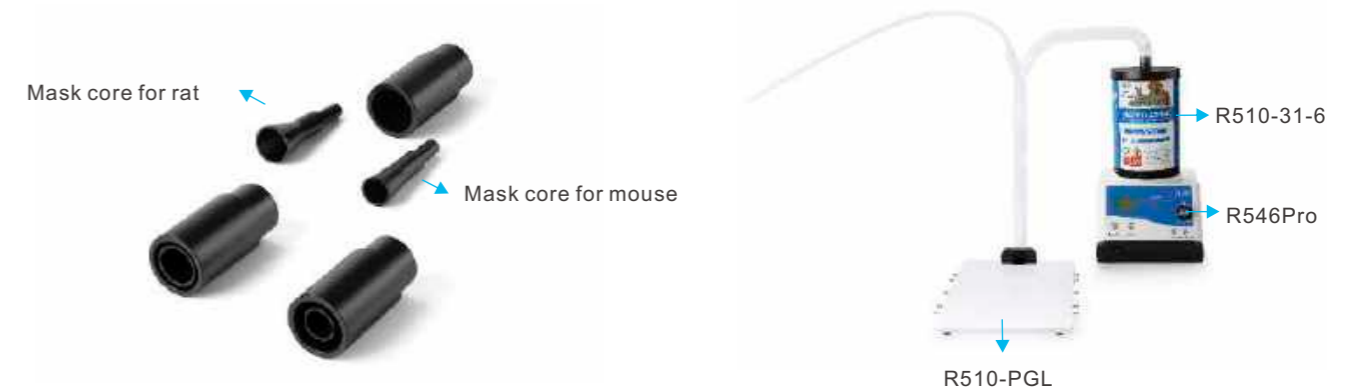 Mask core for rat
Mask core for mouse
R510-31-6
R546Pro
R510-PGL